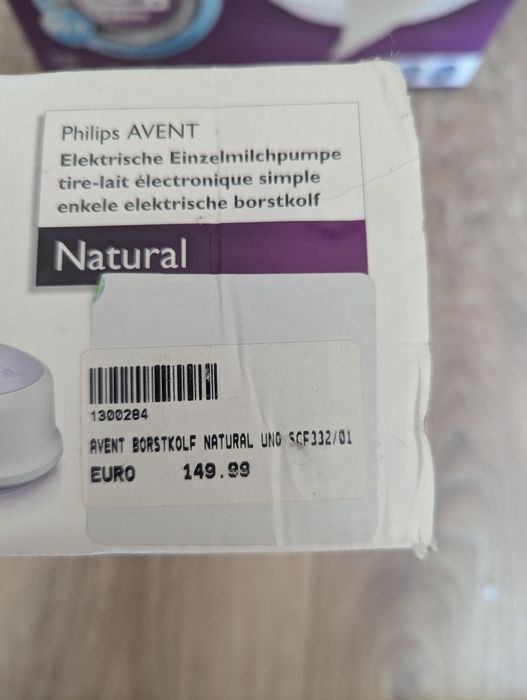 Philips AVENT
Elektrische Einzelmilchpumpe
tire-lait électronique simple
enkele elektrische borstkolf
Natural
1300284
AVENT BORSTKOLF NATURAL UNO SCF332/01
EURO 149.99